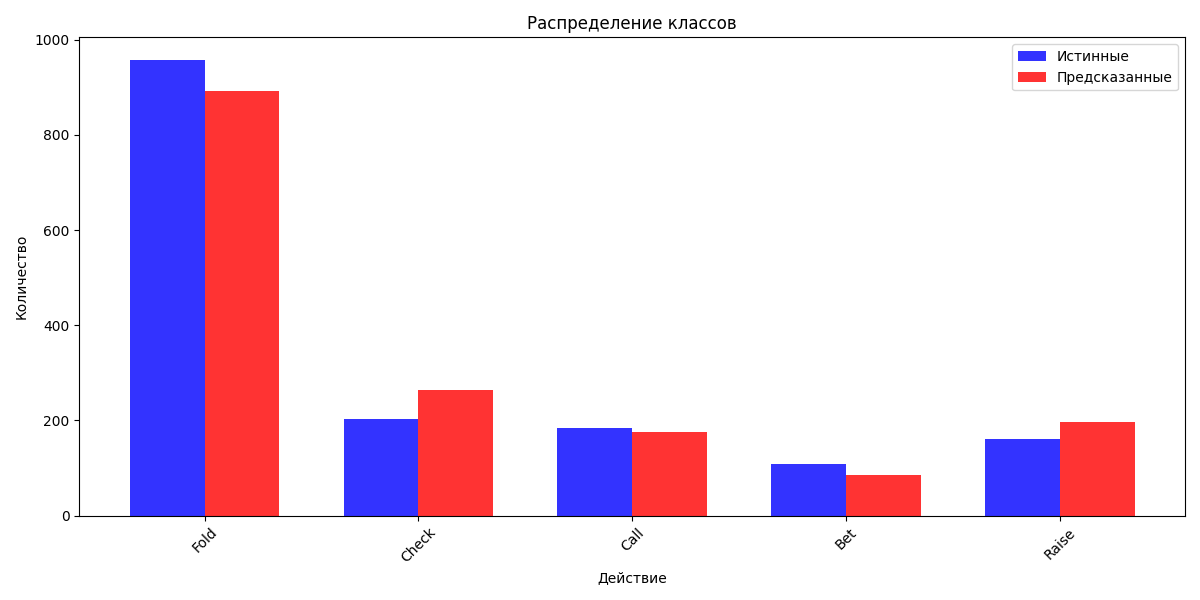 Распределение классов
Истинные
Предсказанные
Количество
1000
800
600
400
200
0
Fold
Check
Call
Bet
Raise
Действие